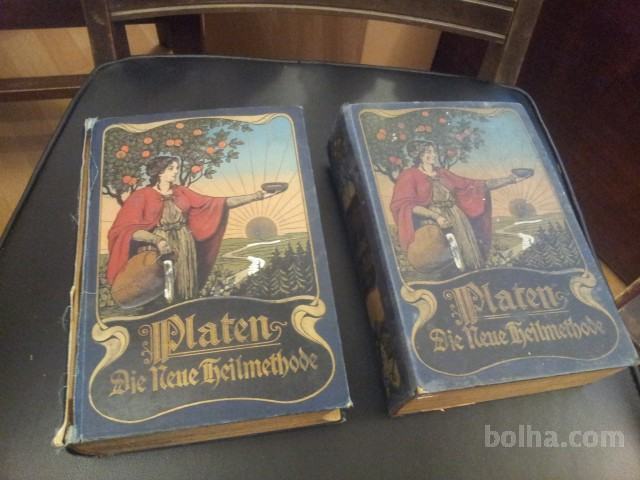 Platen
Die Neue Heilmethode
Platen
Die Neue Heilmethode
bolha.com